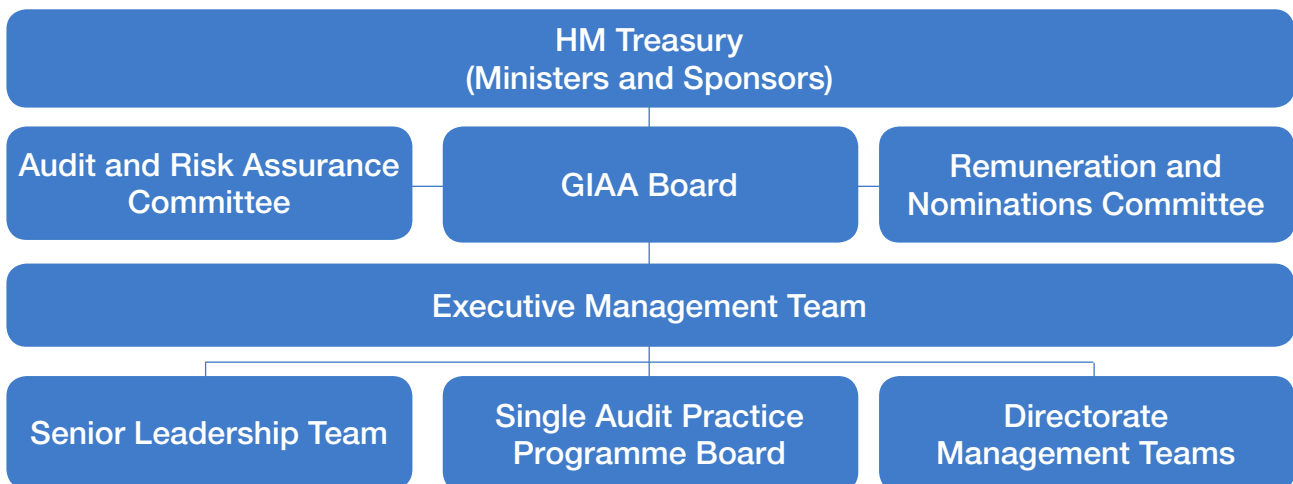 HM Treasury
(Ministers and Sponsors)
Audit and Risk Assurance
Committee
GIAA Board
Remuneration and
Nominations Committee
Executive Management Team
Senior Leadership Team
Single Audit Practice
Programme Board
Directorate
Management Teams